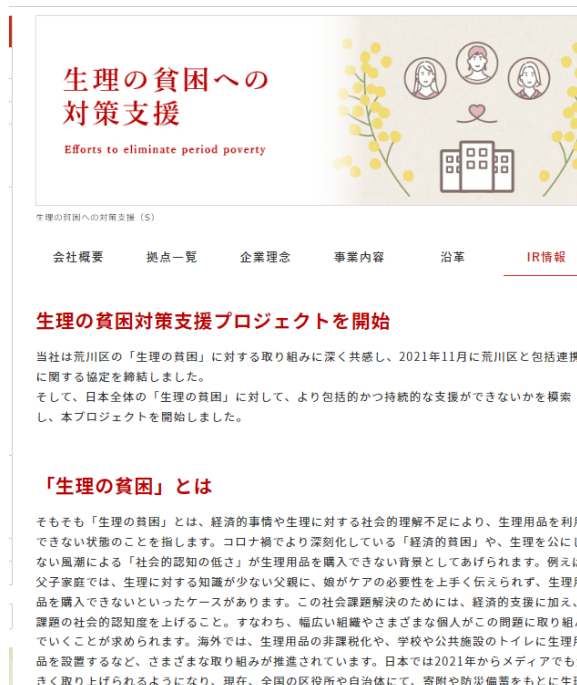 生理の貧困への
対策支援
Efforts to eliminate period poverty
生理の貧困への対策支援（S）
会社概要 拠点一覧 企業理念 事業内容 沿革 IR情報
生理の貧困対策支援プロジェクトを開始
当社は荒川区の「生理の貧困」に対する取り組みに深く共感し、2021年11月に荒川区と包括連携
に関する協定を締結しました。
そして、日本全体の「生理の貧困」に対して、より包括的かつ持続的な支援ができないかを模索
し、本プロジェクトを開始しました。
「生理の貧困」とは
そもそも「生理の貧困」とは、経済的事情や生理に対する社会的理解不足により、生理用品を利用
できない状態のことを指します。コロナ禍でより深刻化している「経済的貧困」や、生理を公にし
ない風潮による「社会的認知の低さ」が生理用品を購入できない背景としてあげられます。例えば
父子家庭では、生理に対する知識が少ない父親に、娘がケアの必要性を上手く伝えられず、生理用
品を購入できないといったケースがあります。この社会課題解決のためには、経済的支援に加え、
課題の社会的認知度を上げること。すなわち、幅広い組織やさまざまな個人がこの問題に取り組ん
でいくことが求められます。海外では、生理用品の非課税化や、学校や公共施設のトイレに生理用
品を設置するなど、さまざまな取り組みが推進されています。日本では2021年からメディアでも大
きく取り上げられるようになり、現在、全国の区役所や自治体にて、寄附や防災備蓄をもとに生理